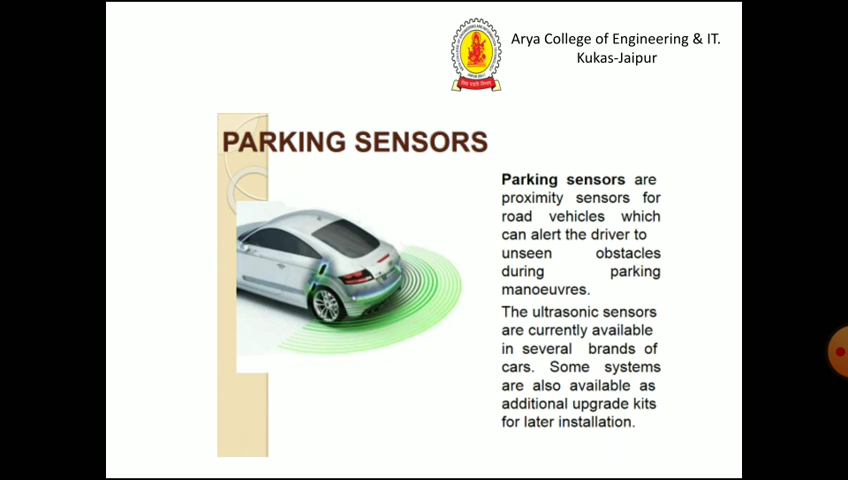 Arya College of Engineering & IT.
Kukas-Jaipur
PARKING SENSORS
Parking sensors are
proximity sensors for
road vehicles which
can alert the driver to
unseen obstacles
during parking
manoeuvres.
The ultrasonic sensors
are currently available
in several brands of
cars. Some systems
are also available as
additional upgrade kits
for later installation.